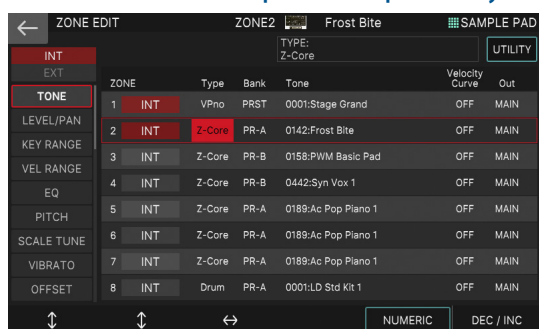 ZONE EDIT ZONE2 Frost Bite SAMPLE PAD
TYPE:
Z-Core
UTILITY
INT
EXT
TONE
LEVEL/PAN
KEY RANGE
VEL RANGE
EQ
PITCH
SCALE TUNE
VIBRATO
OFFSET
ZONE Type Bank Tone Velocity Curve Out
1 INT VPno PRST 0001:Stage Grand OFF MAIN
2 INT Z-Core PR-A 0142:Frost Bite OFF MAIN
3 INT Z-Core PR-B 0158:PWM Basic Pad OFF MAIN
4 INT Z-Core PR-B 0442:Syn Vox 1 OFF MAIN
5 INT Z-Core PR-A 0189:Ac Pop Piano 1 OFF MAIN
6 INT Z-Core PR-A 0189:Ac Pop Piano 1 OFF MAIN
7 INT Z-Core PR-A 0189:Ac Pop Piano 1 OFF MAIN
8 INT Drum PR-A 0001:LD Std Kit 1 OFF MAIN
NUMERIC DEC / INC